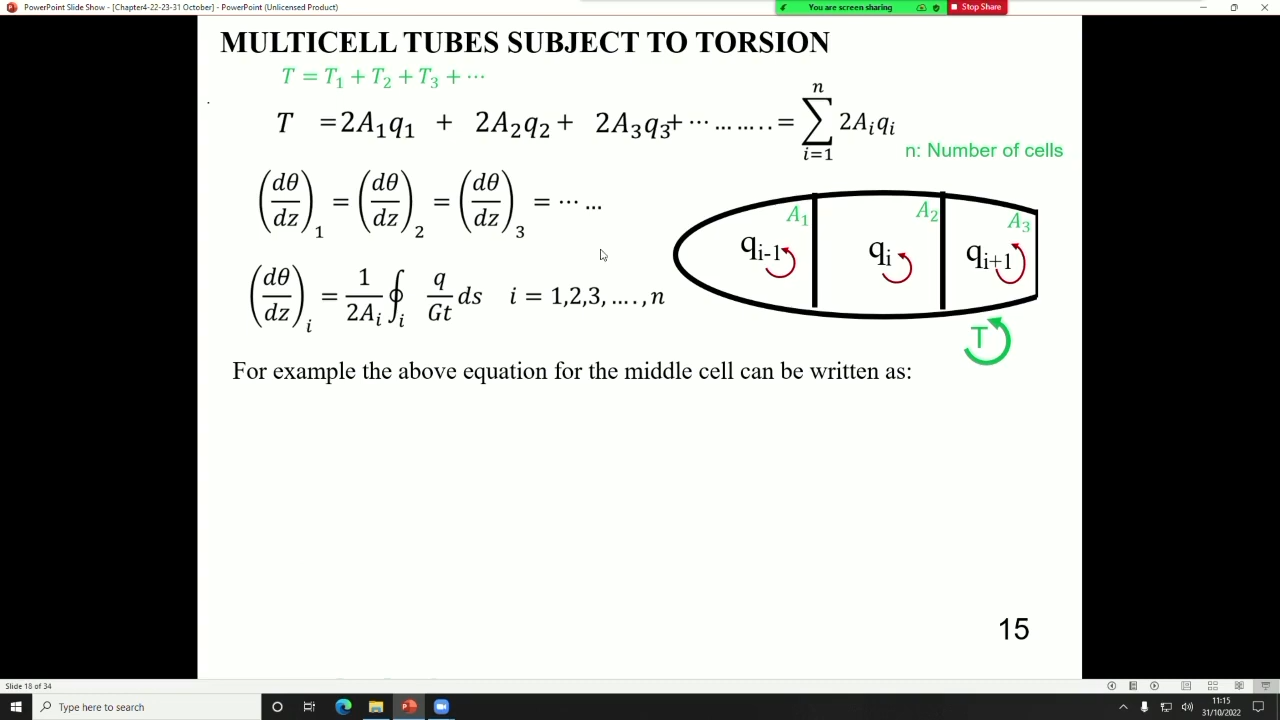 PowerPoint Slide Show - [Chapter4-22-23-31 October] - PowerPoint (Unlicensed Product)
You are screen sharing
Stop Share
MULTICELL TUBES SUBJECT TO TORSION
T = T₁ + T₂ + T₃ + ⋯
T =2A₁q₁ + 2A₂q₂+ 2A₃q₃+ ⋯ … … . . = ∑ᵢ₌₁ⁿ 2Aᵢqᵢ
n: Number of cells
(dθ/dz)₁ = (dθ/dz)₂ = (dθ/dz)₃ = ⋯ …
A₁ A₂ A₃
qᵢ₋₁ qᵢ qᵢ₊₁
(dθ/dz)ᵢ = 1/2Aᵢ ∮ᵢ q/Gt ds i = 1,2,3, … . , n
T
For example the above equation for the middle cell can be written as:
15
Slide 18 of 34
Type here to search
11:15
31/10/2022